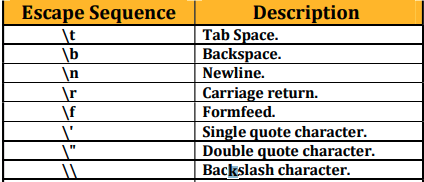 Escape Sequence Description
\t Tab Space.
\b Backspace.
\n Newline.
\r Carriage return.
\f Formfeed.
\' Single quote character.
\" Double quote character.
\\ Backslash character.